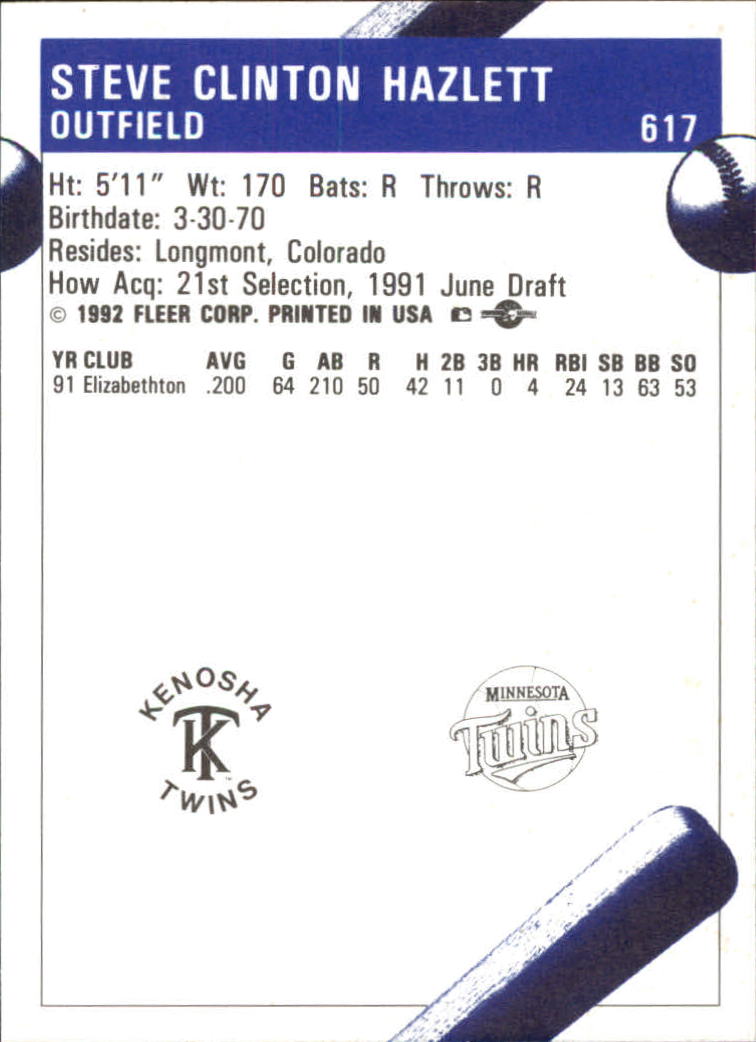 STEVE CLINTON HAZLETT
OUTFIELD 617
Ht: 5'11" Wt: 170 Bats: R Throws: R
Birthdate: 3-30-70
Resides: Longmont, Colorado
How Acq: 21st Selection, 1991 June Draft
© 1992 FLEER CORP. PRINTED IN USA
YR CLUB AVG G AB R H 2B 3B HR RBI SB BB SO
91 Elizabethton .200 64 210 50 42 11 0 4 24 13 63 53
KENOSHA
TK
TWINS
MINNESOTA
Twins